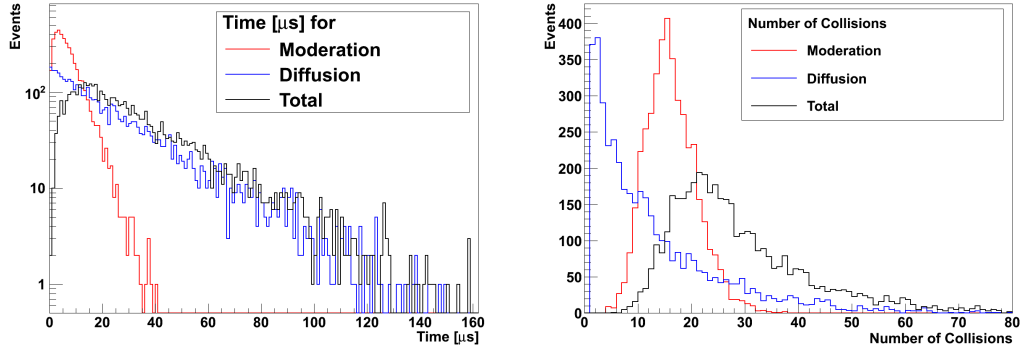 Events
Time [μs] for
Moderation
Diffusion
Total
10²
10
1
0 20 40 60 80 100 120 140 160
Time [μs]
Events
Number of Collisions
Moderation
Diffusion
Total
400
350
300
250
200
150
100
50
0
0 10 20 30 40 50 60 70 80
Number of Collisions